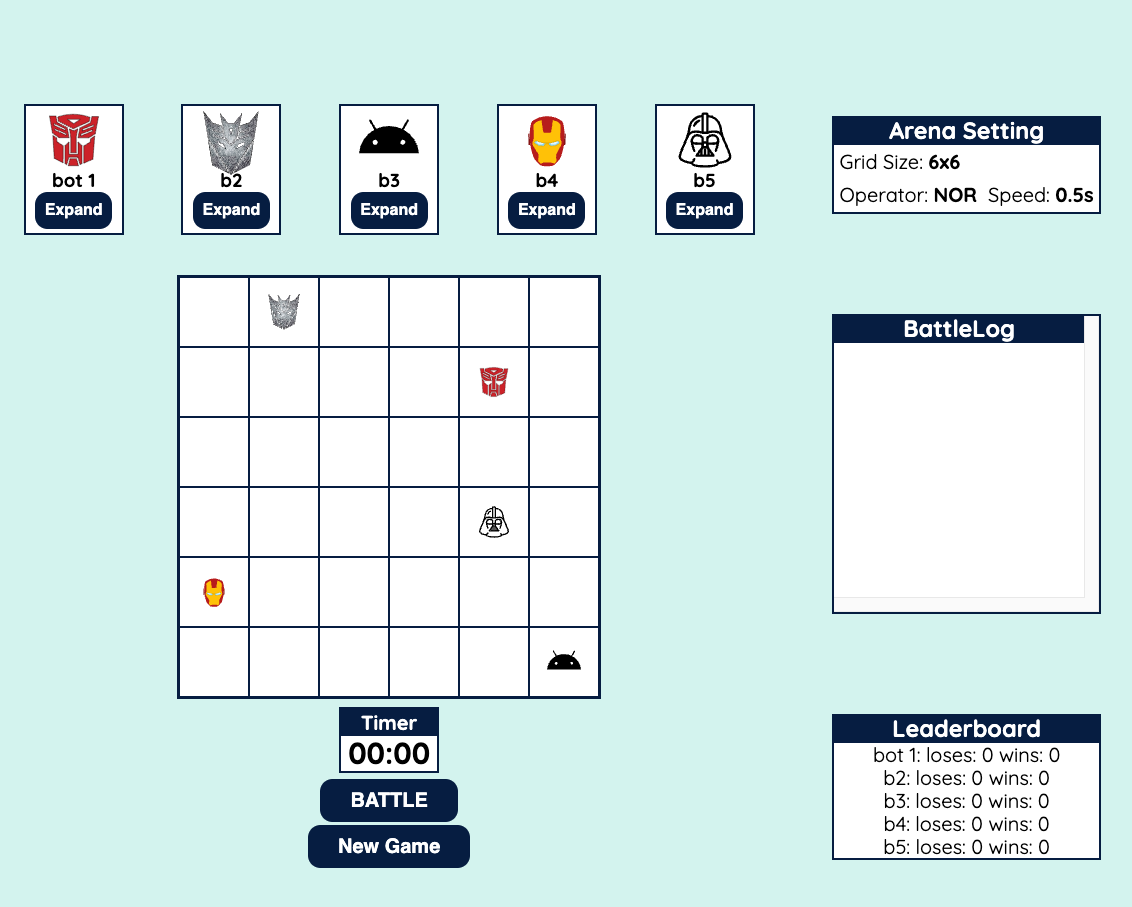 bot 1
Expand
b2
Expand
b3
Expand
b4
Expand
b5
Expand
Arena Setting
Grid Size: 6x6
Operator: NOR Speed: 0.5s
BattleLog
Timer
00:00
BATTLE
New Game
Leaderboard
bot 1: loses: 0 wins: 0
b2: loses: 0 wins: 0
b3: loses: 0 wins: 0
b4: loses: 0 wins: 0
b5: loses: 0 wins: 0